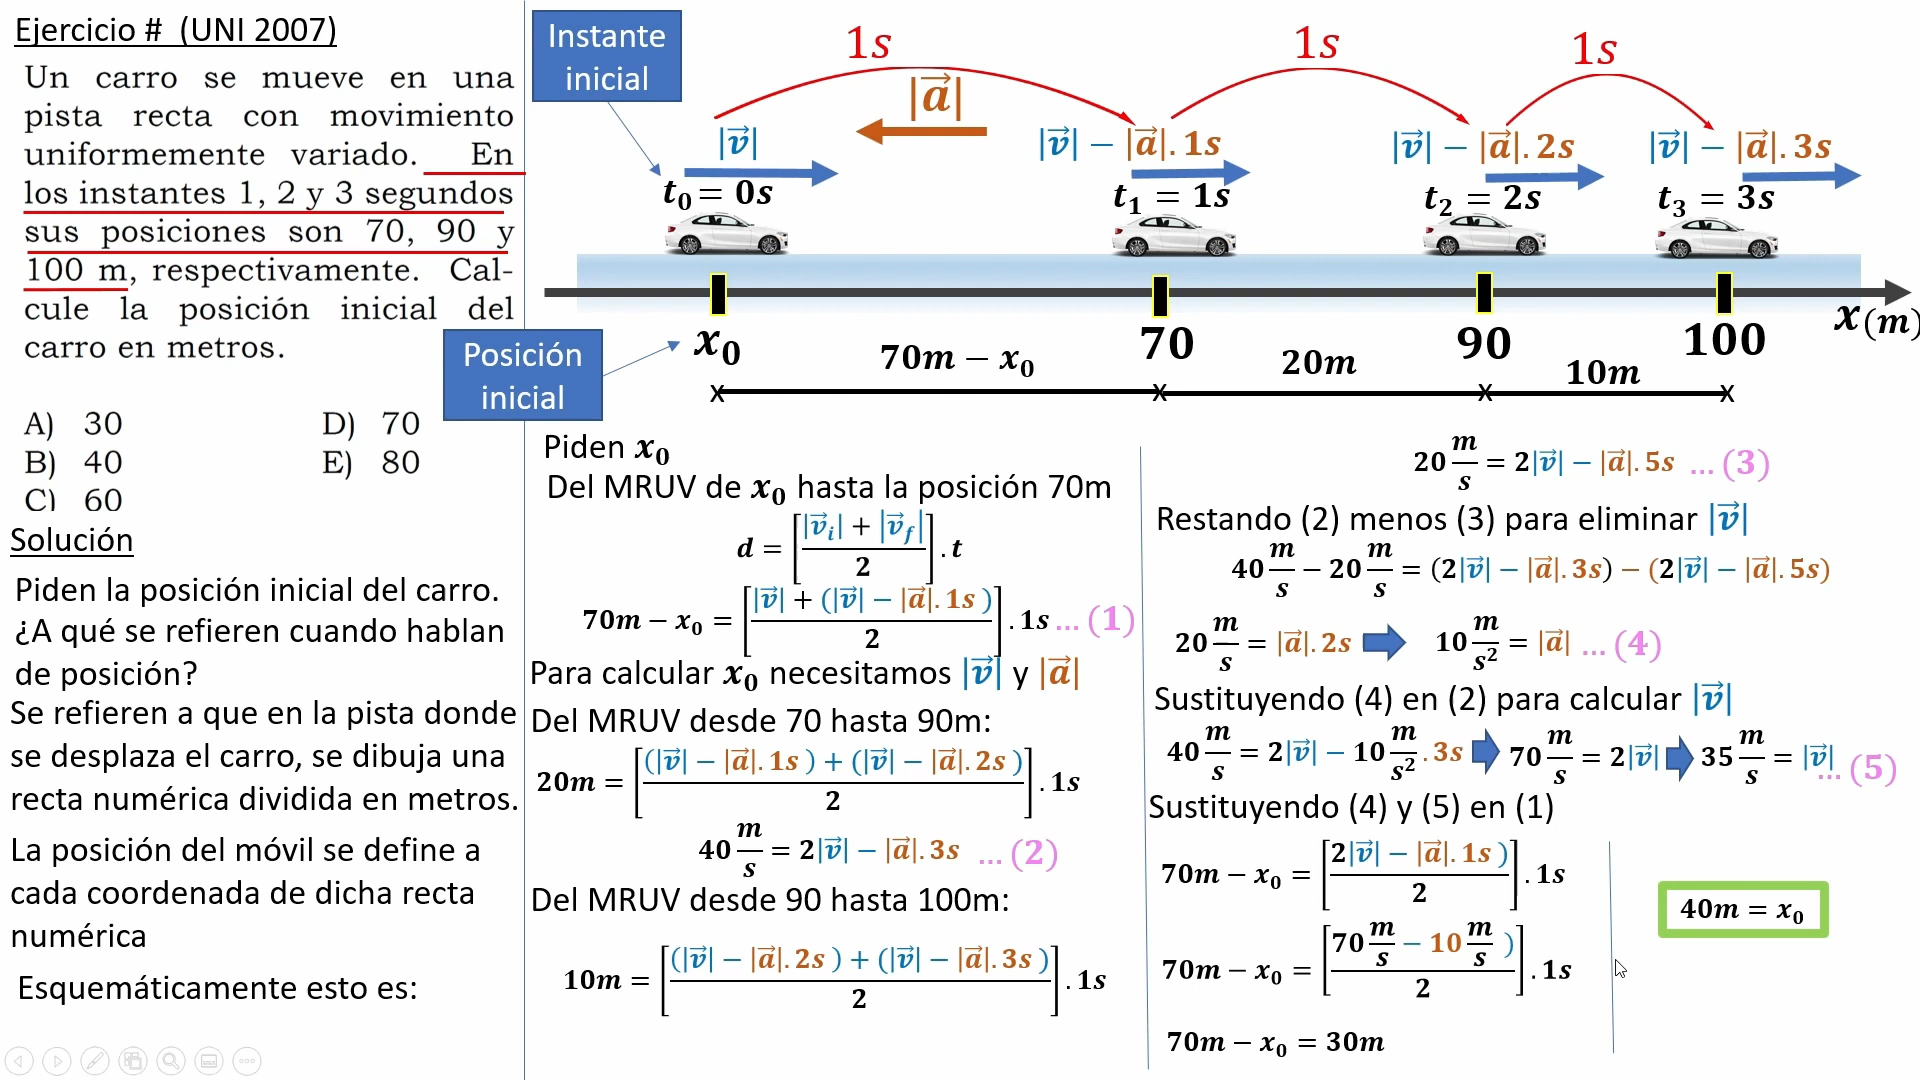 Ejercicio # (UNI 2007)
Un carro se mueve en una
pista recta con movimiento
uniformemente variado. En
los instantes 1, 2 y 3 segundos
sus posiciones son 70, 90 y
100 m, respectivamente. Cal-
cule la posición inicial del
carro en metros.
A) 30
B) 40
C) 60
D) 70
E) 80
Solución
Piden la posición inicial del carro.
¿A qué se refieren cuando hablan
de posición?
Se refieren a que en la pista donde
se desplaza el carro, se dibuja una
recta numérica dividida en metros.
La posición del móvil se define a
cada coordenada de dicha recta
numérica
Esquemáticamente esto es:
Instante
inicial
1s 1s 1s
|a⃗|
|v⃗| |v⃗| − |a⃗|. 1s |v⃗| − |a⃗|. 2s |v⃗| − |a⃗|. 3s
t₀ = 0s t₁ = 1s t₂ = 2s t₃ = 3s
x₀ 70 90 100 x(m)
Posición
inicial
70m − x₀ 20m 10m
x x x x
Piden x₀
Del MRUV de x₀ hasta la posición 70m
d = [(|v⃗ᵢ| + |v⃗f|)/2] . t
70m − x₀ = [(|v⃗| + (|v⃗| − |a⃗|. 1s ))/2] . 1s ... (1)
Para calcular x₀ necesitamos |v⃗| y |a⃗|
Del MRUV desde 70 hasta 90m:
20m = [((|v⃗| − |a⃗|. 1s ) + (|v⃗| − |a⃗|. 2s ))/2] . 1s
40 m/s = 2|v⃗| − |a⃗|. 3s ... (2)
Del MRUV desde 90 hasta 100m:
10m = [((|v⃗| − |a⃗|. 2s ) + (|v⃗| − |a⃗|. 3s ))/2] . 1s
20 m/s = 2|v⃗| − |a⃗|. 5s ... (3)
Restando (2) menos (3) para eliminar |v⃗|
40 m/s − 20 m/s = (2|v⃗| − |a⃗|. 3s) − (2|v⃗| − |a⃗|. 5s)
20 m/s = |a⃗|. 2s 10 m/s² = |a⃗| ... (4)
Sustituyendo (4) en (2) para calcular |v⃗|
40 m/s = 2|v⃗| − 10 m/s² . 3s 70 m/s = 2|v⃗| 35 m/s = |v⃗| ... (5)
Sustituyendo (4) y (5) en (1)
70m − x₀ = [2|v⃗| − |a⃗|. 1s )/2] . 1s
70m − x₀ = [70 m/s − 10 m/s )/2] . 1s
70m − x₀ = 30m
40m = x₀